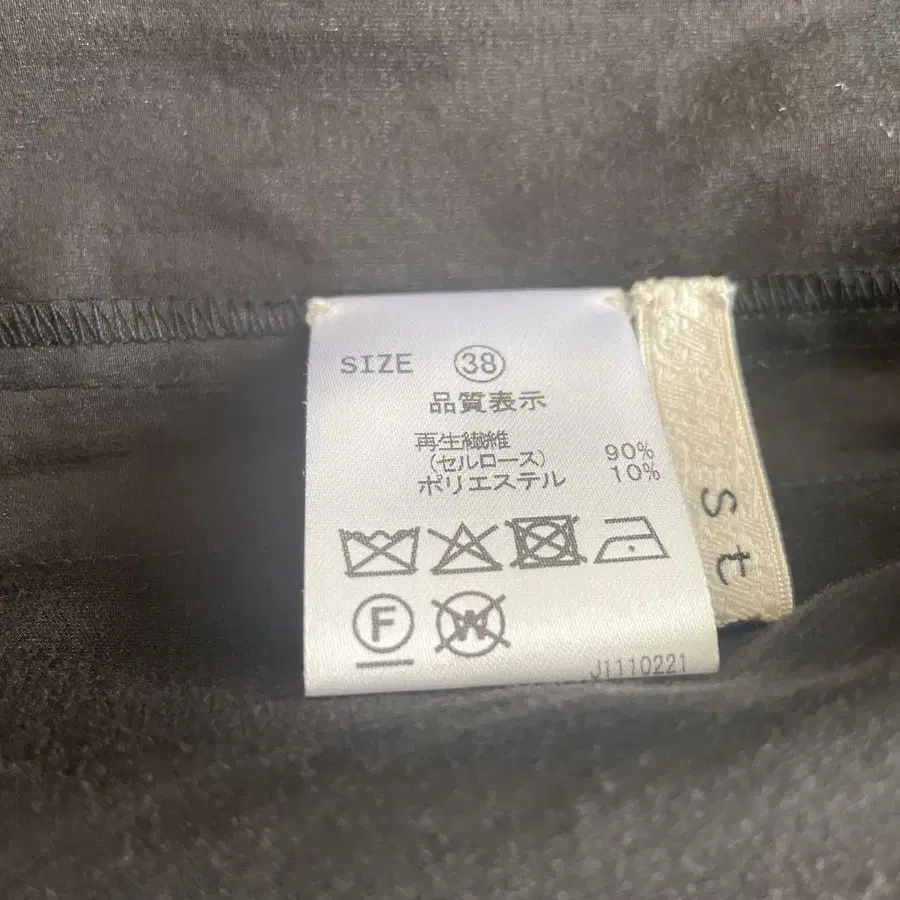 SIZE 38
品質表示
再生繊維
(セルロース) 90%
ポリエステル 10%
F W
J1110221
st